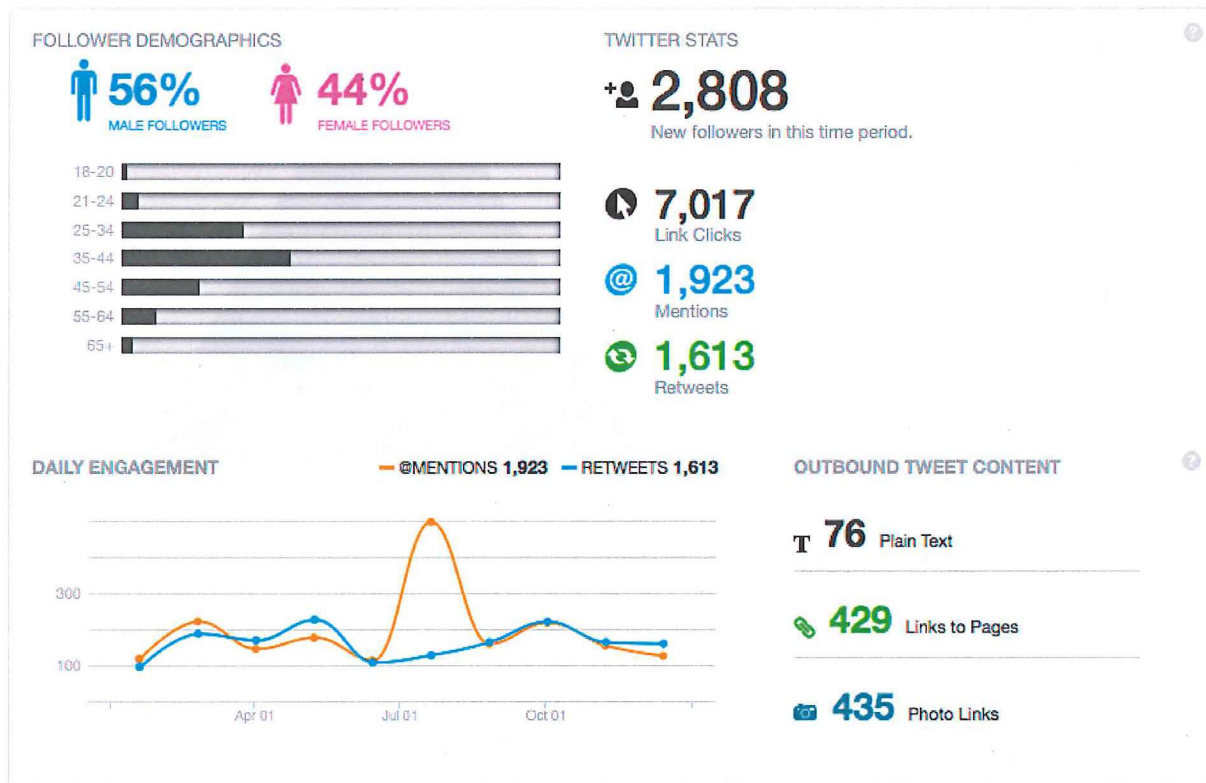 FOLLOWER DEMOGRAPHICS
56%
MALE FOLLOWERS
44%
FEMALE FOLLOWERS
18-20
21-24
25-34
35-44
45-54
55-64
65+
TWITTER STATS
?
2,808
New followers in this time period.
7,017
Link Clicks
@ 1,923
Mentions
1,613
Retweets
DAILY ENGAGEMENT
@MENTIONS 1,923 RETWEETS 1,613
300
100
Apr 01 Jul 01 Oct 01
OUTBOUND TWEET CONTENT
?
T 76 Plain Text
429 Links to Pages
435 Photo Links